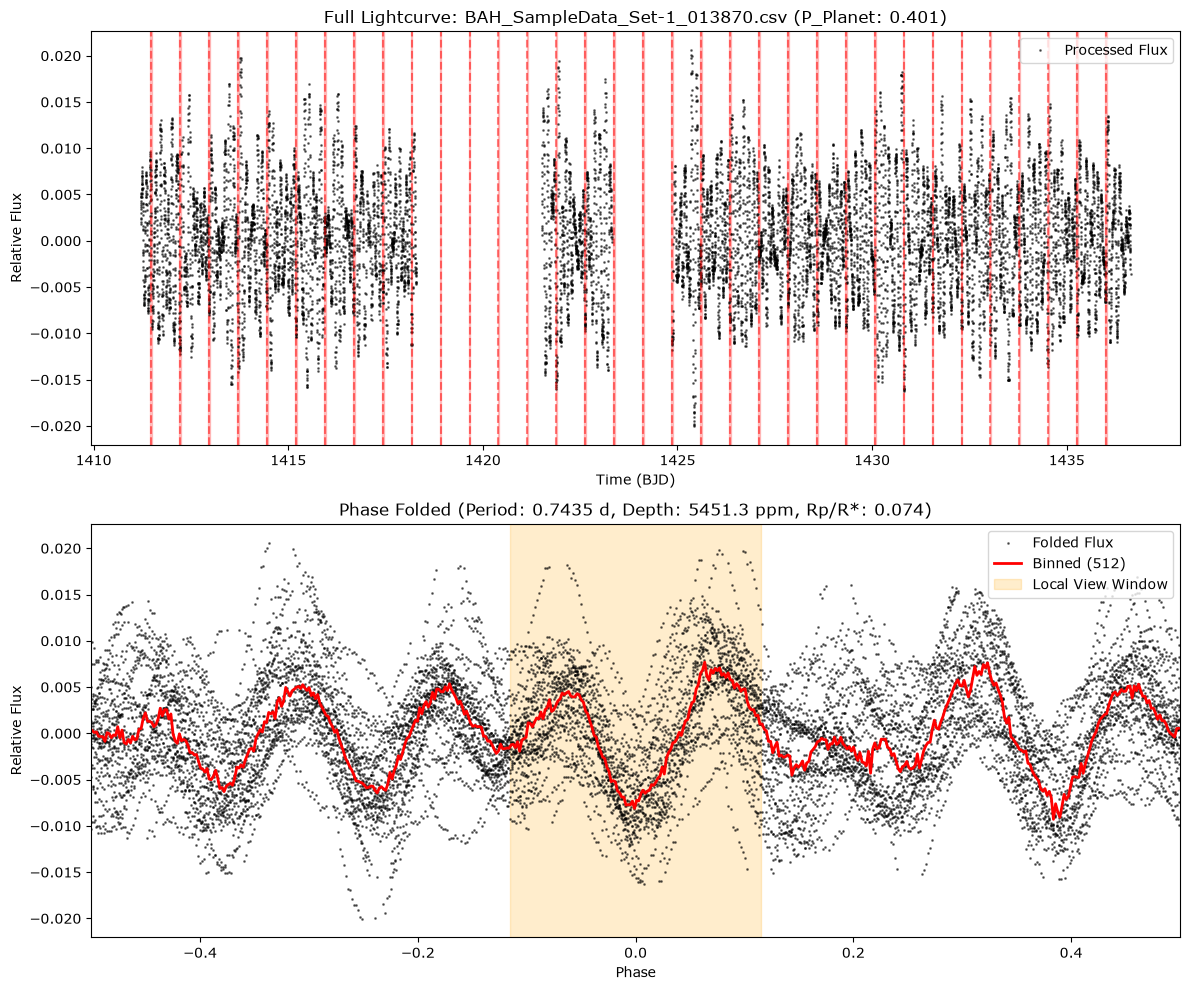 Full Lightcurve: BAH_SampleData_Set-1_013870.csv (P_Planet: 0.401)
Processed Flux
Relative Flux
0.020
0.015
0.010
0.005
0.000
−0.005
−0.010
−0.015
−0.020
1410 1415 1420 1425 1430 1435
Time (BJD)
Phase Folded (Period: 0.7435 d, Depth: 5451.3 ppm, Rp/R*: 0.074)
Folded Flux
Binned (512)
Local View Window
Relative Flux
0.020
0.015
0.010
0.005
0.000
−0.005
−0.010
−0.015
−0.020
−0.4 −0.2 0.0 0.2 0.4
Phase